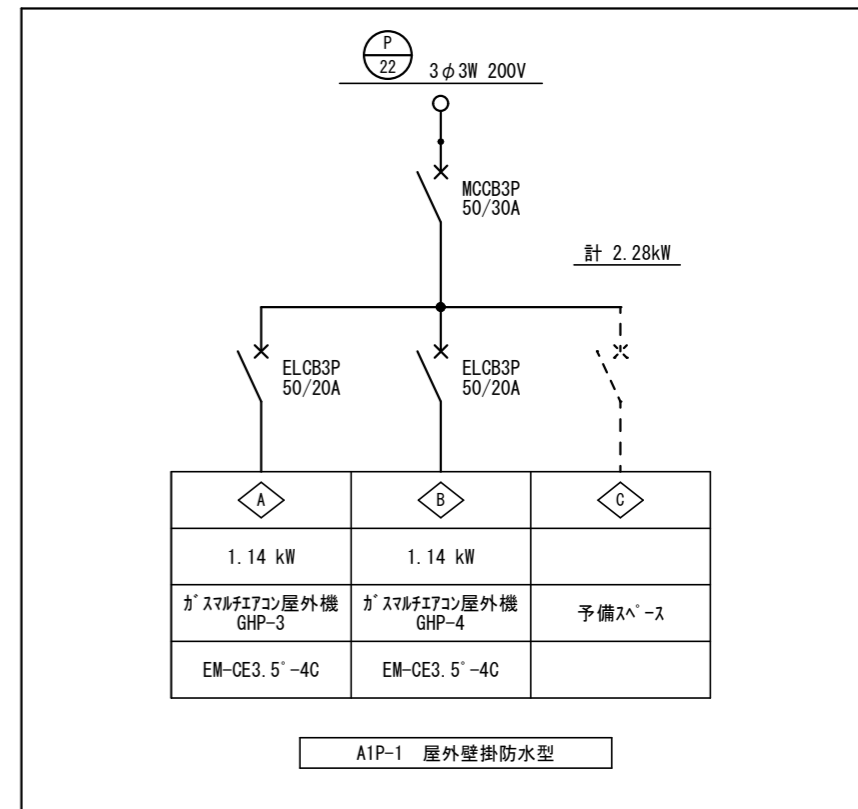 P
22
3φ3W 200V
MCCB3P
50/30A
計 2.28kW
ELCB3P
50/20A
ELCB3P
50/20A
A
B
C
1.14 kW
1.14 kW
ガスマルチエアコン屋外機
GHP-3
ガスマルチエアコン屋外機
GHP-4
予備スペース
EM-CE3.5°-4C
EM-CE3.5°-4C
A1P-1 屋外壁掛防水型